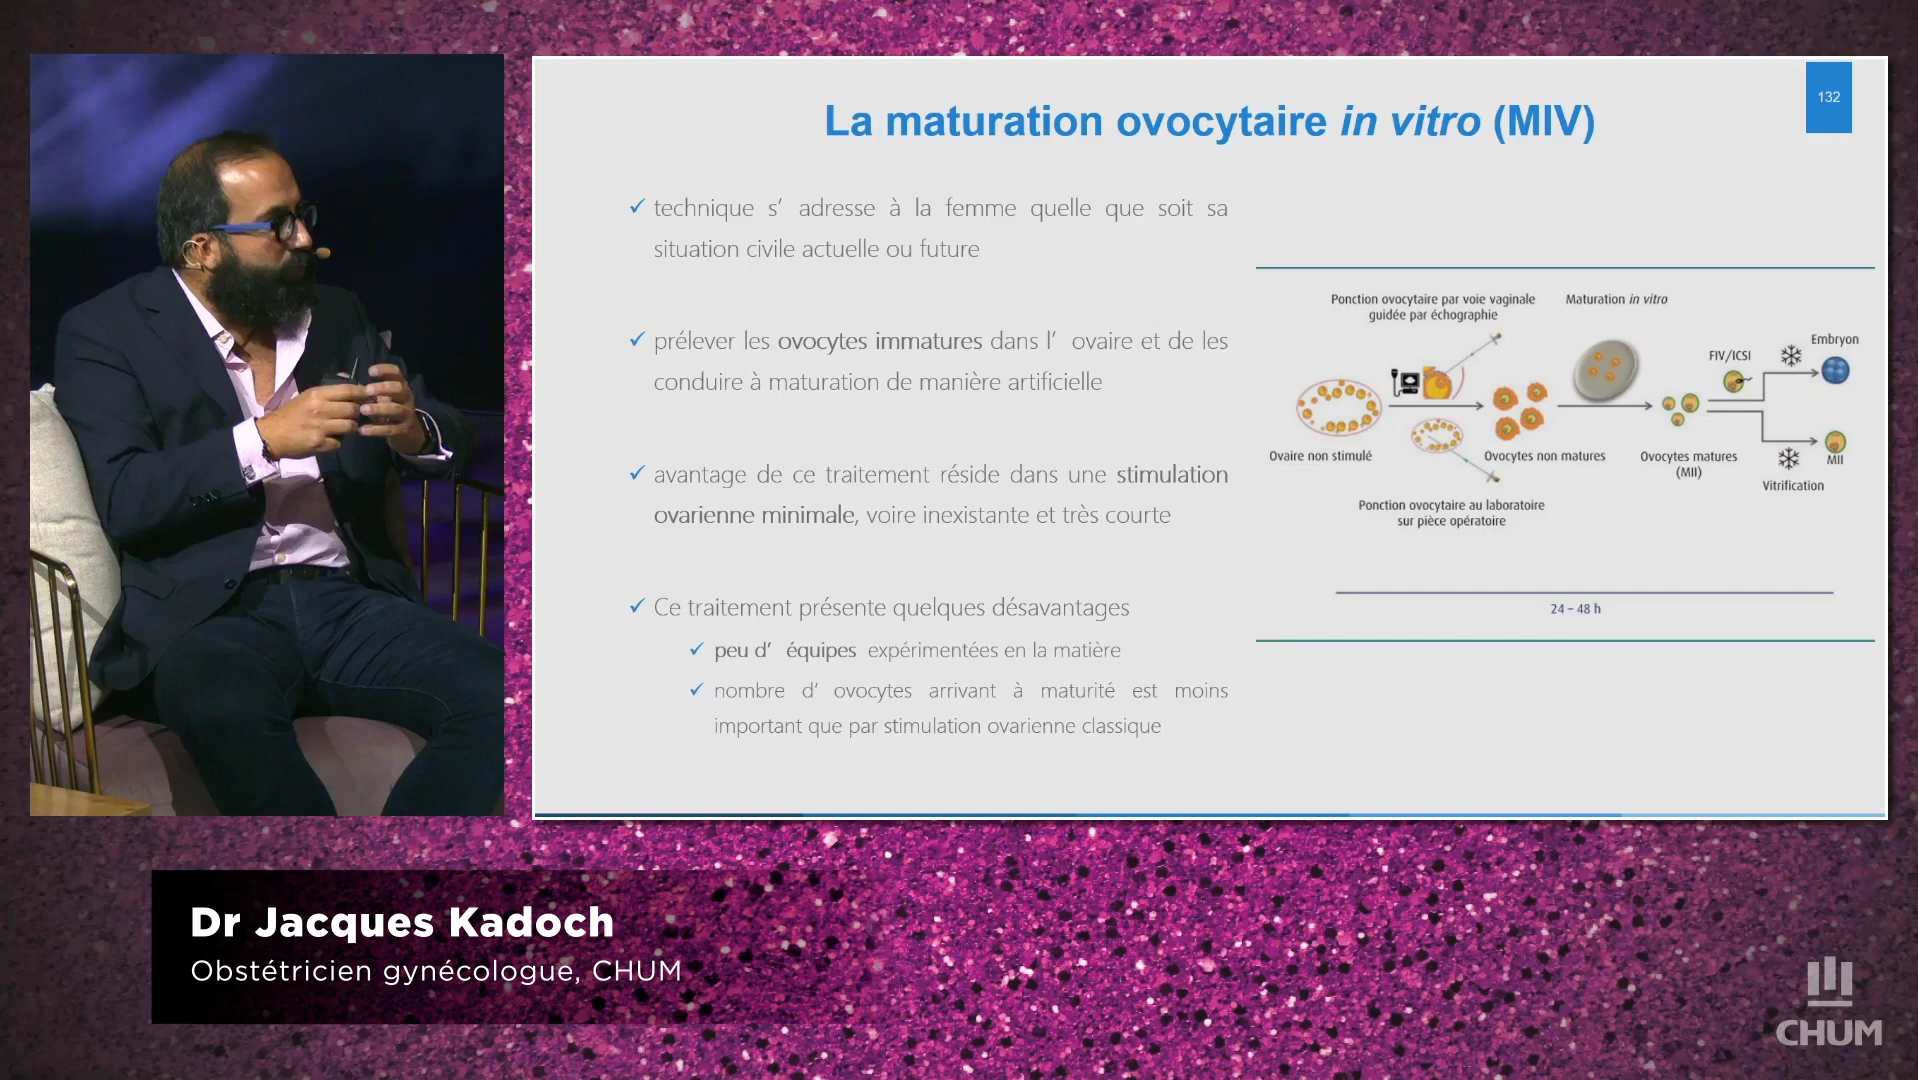 132
La maturation ovocytaire in vitro (MIV)
✓ technique s’ adresse à la femme quelle que soit sa
situation civile actuelle ou future
✓ prélever les ovocytes immatures dans l’ ovaire et de les
conduire à maturation de manière artificielle
✓ avantage de ce traitement réside dans une stimulation
ovarienne minimale, voire inexistante et très courte
✓ Ce traitement présente quelques désavantages
✓ peu d’ équipes expérimentées en la matière
✓ nombre d’ ovocytes arrivant à maturité est moins
important que par stimulation ovarienne classique
Ponction ovocytaire par voie vaginale
guidée par échographie
Maturation in vitro
FIV/ICSI
Embryon
Ovaire non stimulé
Ovocytes non matures
Ovocytes matures
(MII)
MII
Vitrification
Ponction ovocytaire au laboratoire
sur pièce opératoire
24 – 48 h
Dr Jacques Kadoch
Obstétricien gynécologue, CHUM
CHUM